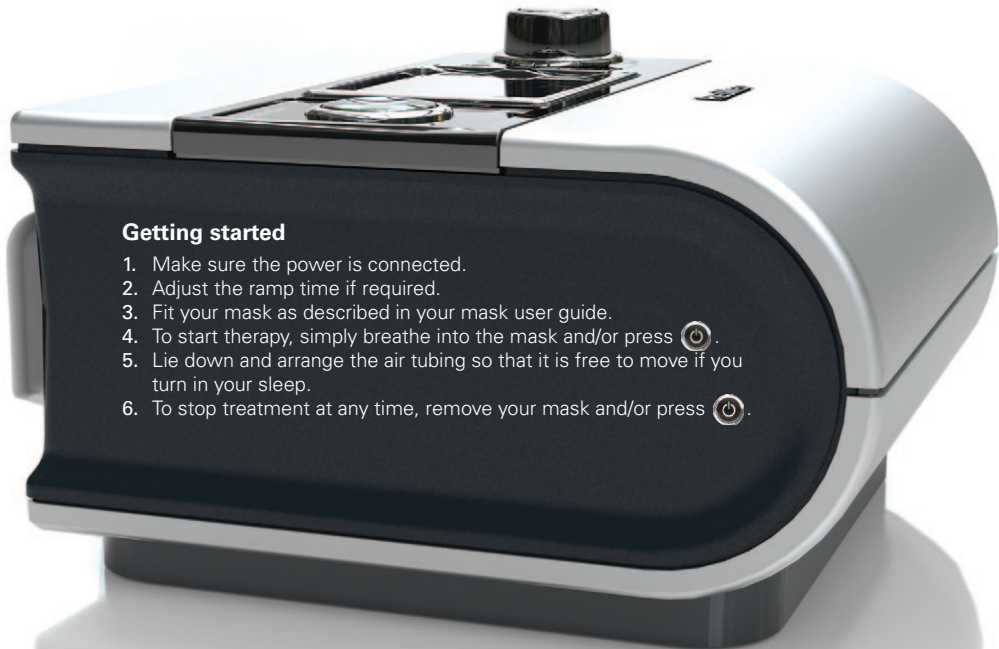 Getting started
1. Make sure the power is connected.
2. Adjust the ramp time if required.
3. Fit your mask as described in your mask user guide.
4. To start therapy, simply breathe into the mask and/or press .
5. Lie down and arrange the air tubing so that it is free to move if you
turn in your sleep.
6. To stop treatment at any time, remove your mask and/or press .